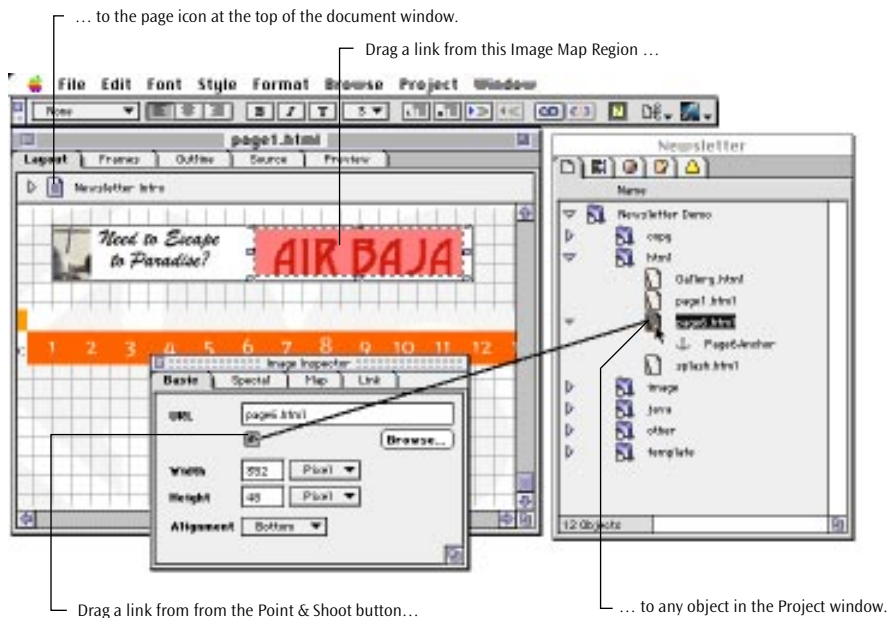 … to the page icon at the top of the document window.
Drag a link from this Image Map Region …
File Edit Font Style Format Browse Project Window
None
B I T
page1.html
Newsletter
Layout Frames Outline Source Preview
Name
Newsletter Intro
Newsletter Demo
copy
html
Need to Escape
to Paradise?
AIR BAJA
Gallery.html
page1.html
page6.html
Page6Anchor
splash.html
image
java
other
template
1 2 3 4 5 6 7 8 9 10 11 12
Image Inspector
Basic Special Map Link
URL
page6.html
Browse...
Width
392
Pixel
Height
48
Pixel
Alignment
Bottom
12 Objects
Drag a link from from the Point & Shoot button…
… to any object in the Project window.